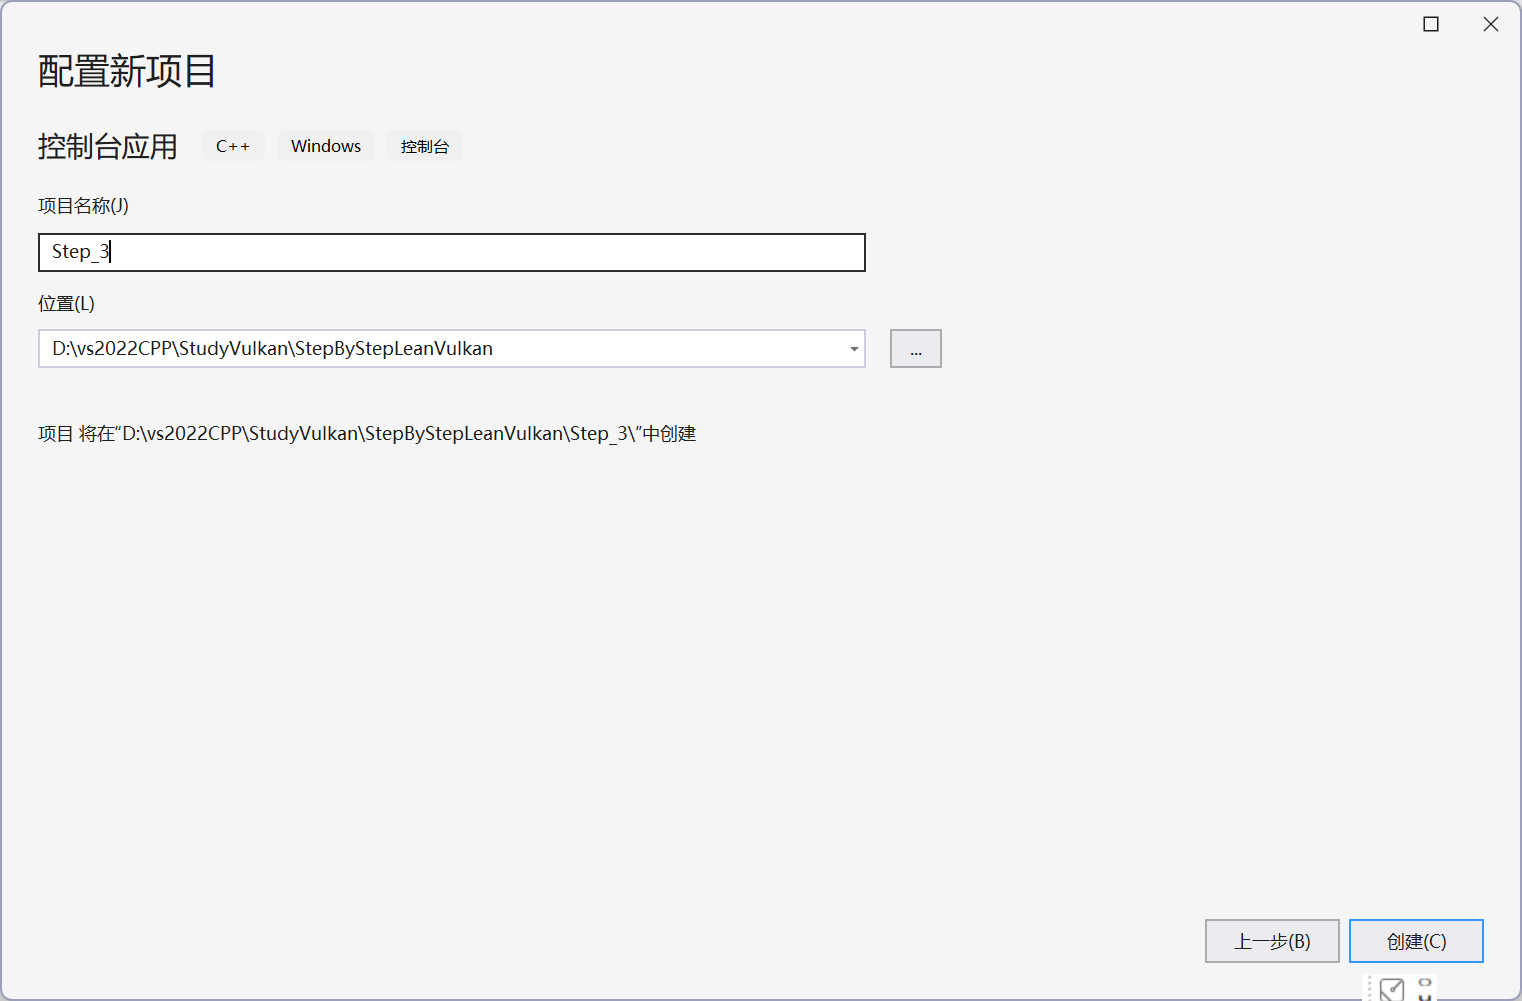 配置新项目
控制台应用 C++ Windows 控制台
项目名称(J)
Step_3
位置(L)
D:\vs2022CPP\StudyVulkan\StepByStepLeanVulkan
...
项目 将在“D:\vs2022CPP\StudyVulkan\StepByStepLeanVulkan\Step_3\”中创建
上一步(B) 创建(C)